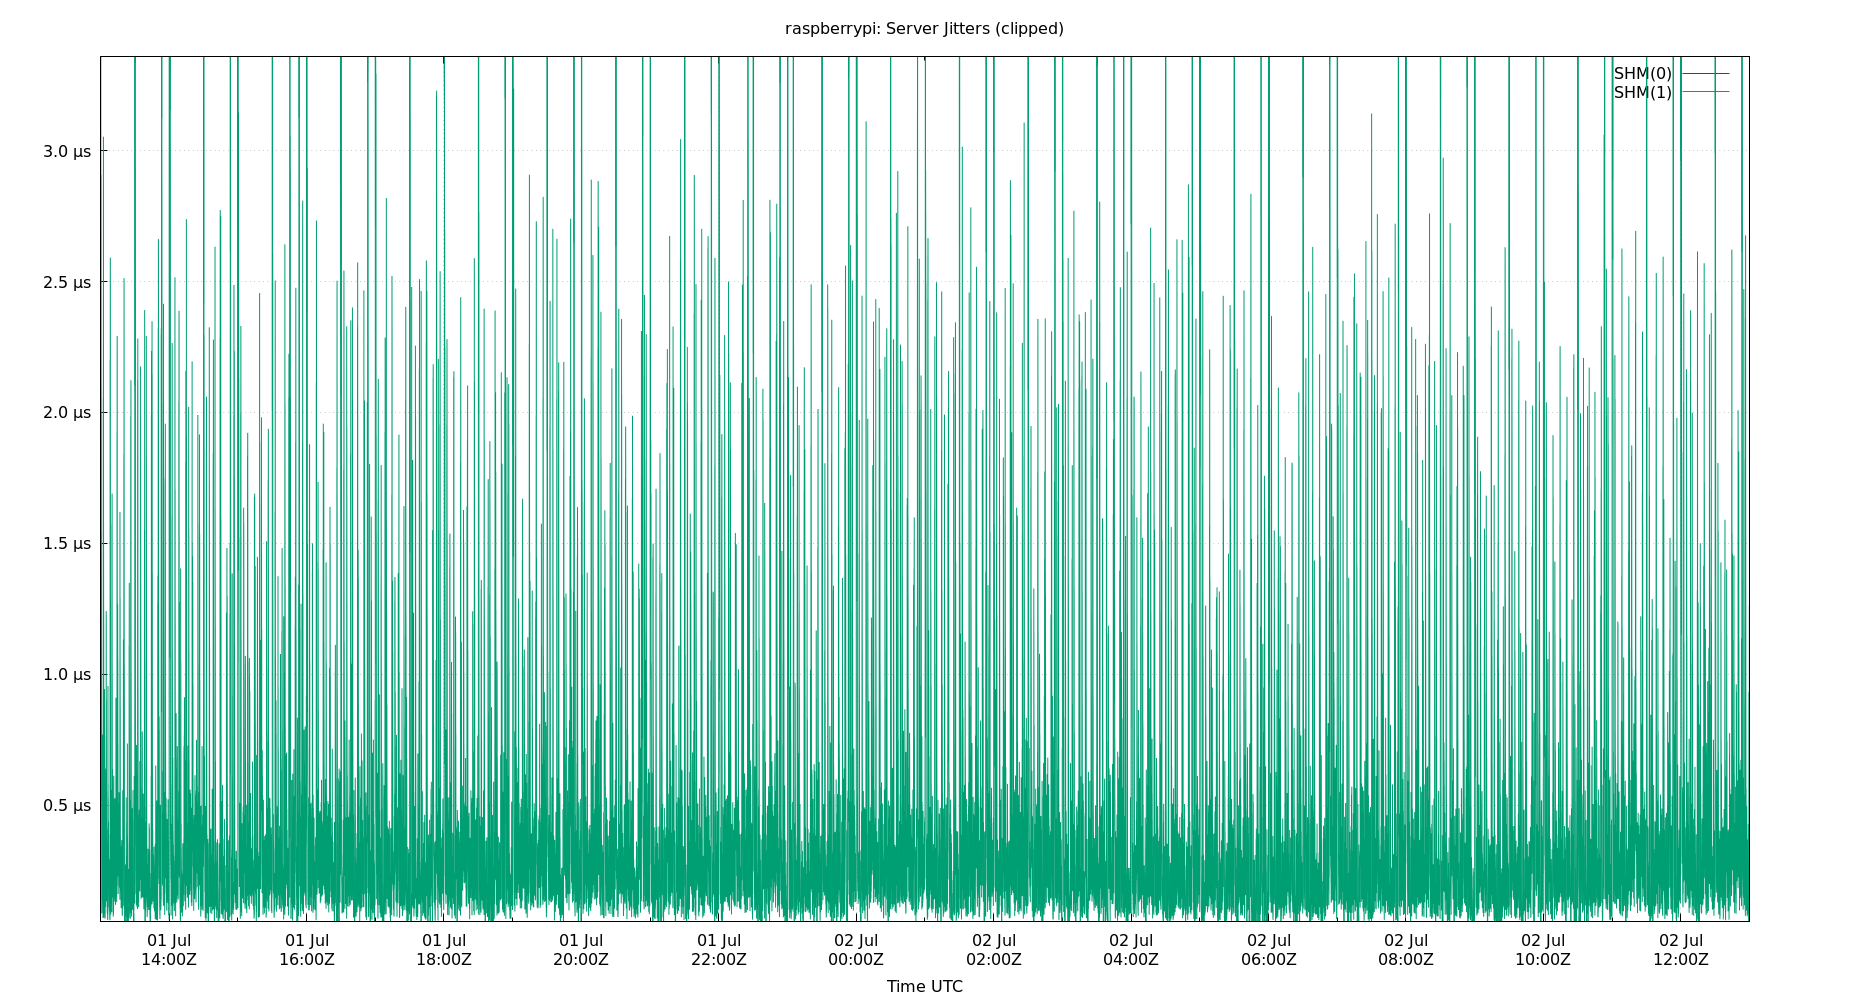 raspberrypi: Server Jitters (clipped)
SHM(0)
SHM(1)
3.0 µs
2.5 µs
2.0 µs
1.5 µs
1.0 µs
0.5 µs
01 Jul 01 Jul 01 Jul 01 Jul 01 Jul 02 Jul 02 Jul 02 Jul 02 Jul 02 Jul 02 Jul 02 Jul
14:00Z 16:00Z 18:00Z 20:00Z 22:00Z 00:00Z 02:00Z 04:00Z 06:00Z 08:00Z 10:00Z 12:00Z
Time UTC